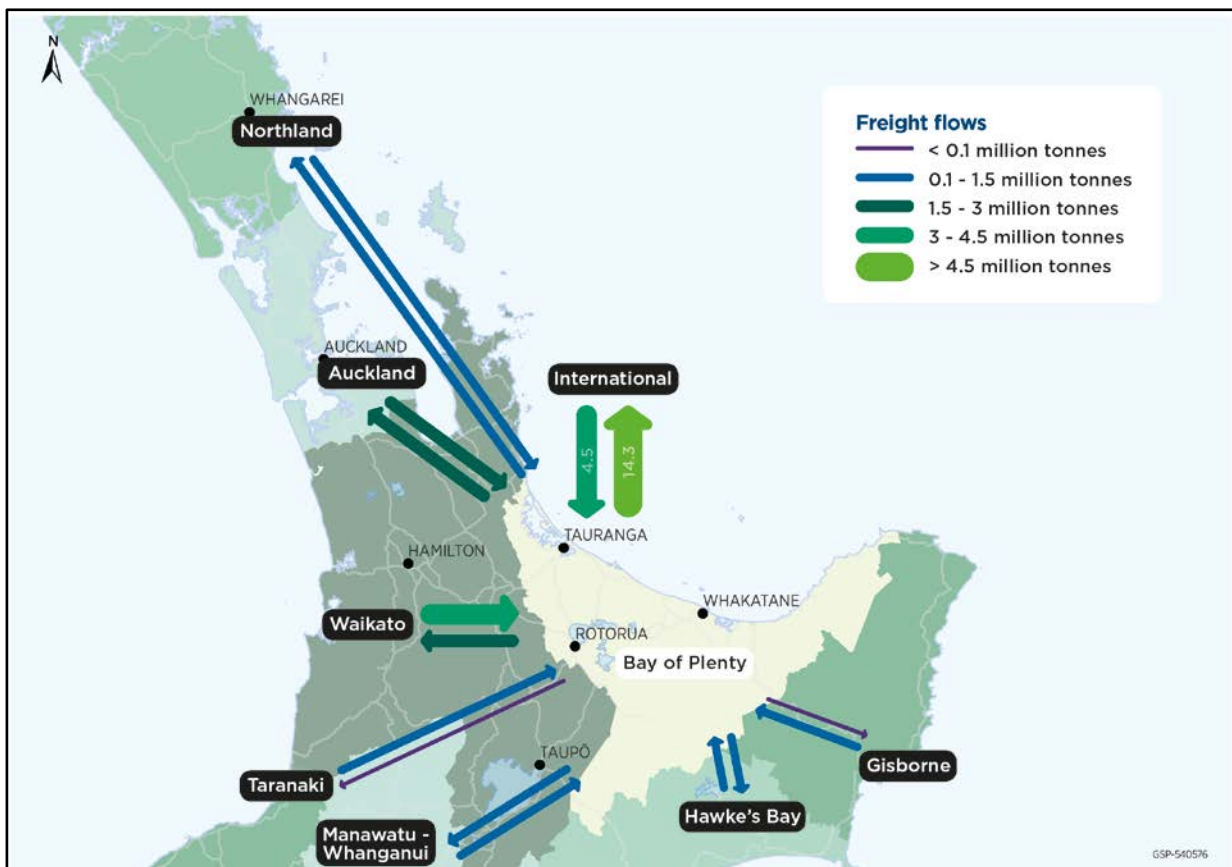 N
WHANGAREI
Northland
Freight flows
< 0.1 million tonnes
0.1 - 1.5 million tonnes
1.5 - 3 million tonnes
3 - 4.5 million tonnes
> 4.5 million tonnes
AUCKLAND
Auckland
International
4.5
14.3
TAURANGA
HAMILTON
WHAKATANE
Waikato
ROTORUA
Bay of Plenty
TAUPŌ
Gisborne
Taranaki
Hawke's Bay
Manawatu -
Whanganui
GSP-540576